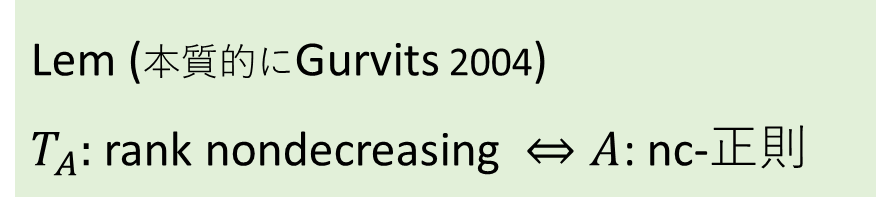 Lem (本質的にGurvits 2004)
𝑇_𝐴: rank nondecreasing ⇔ 𝐴: nc-正則